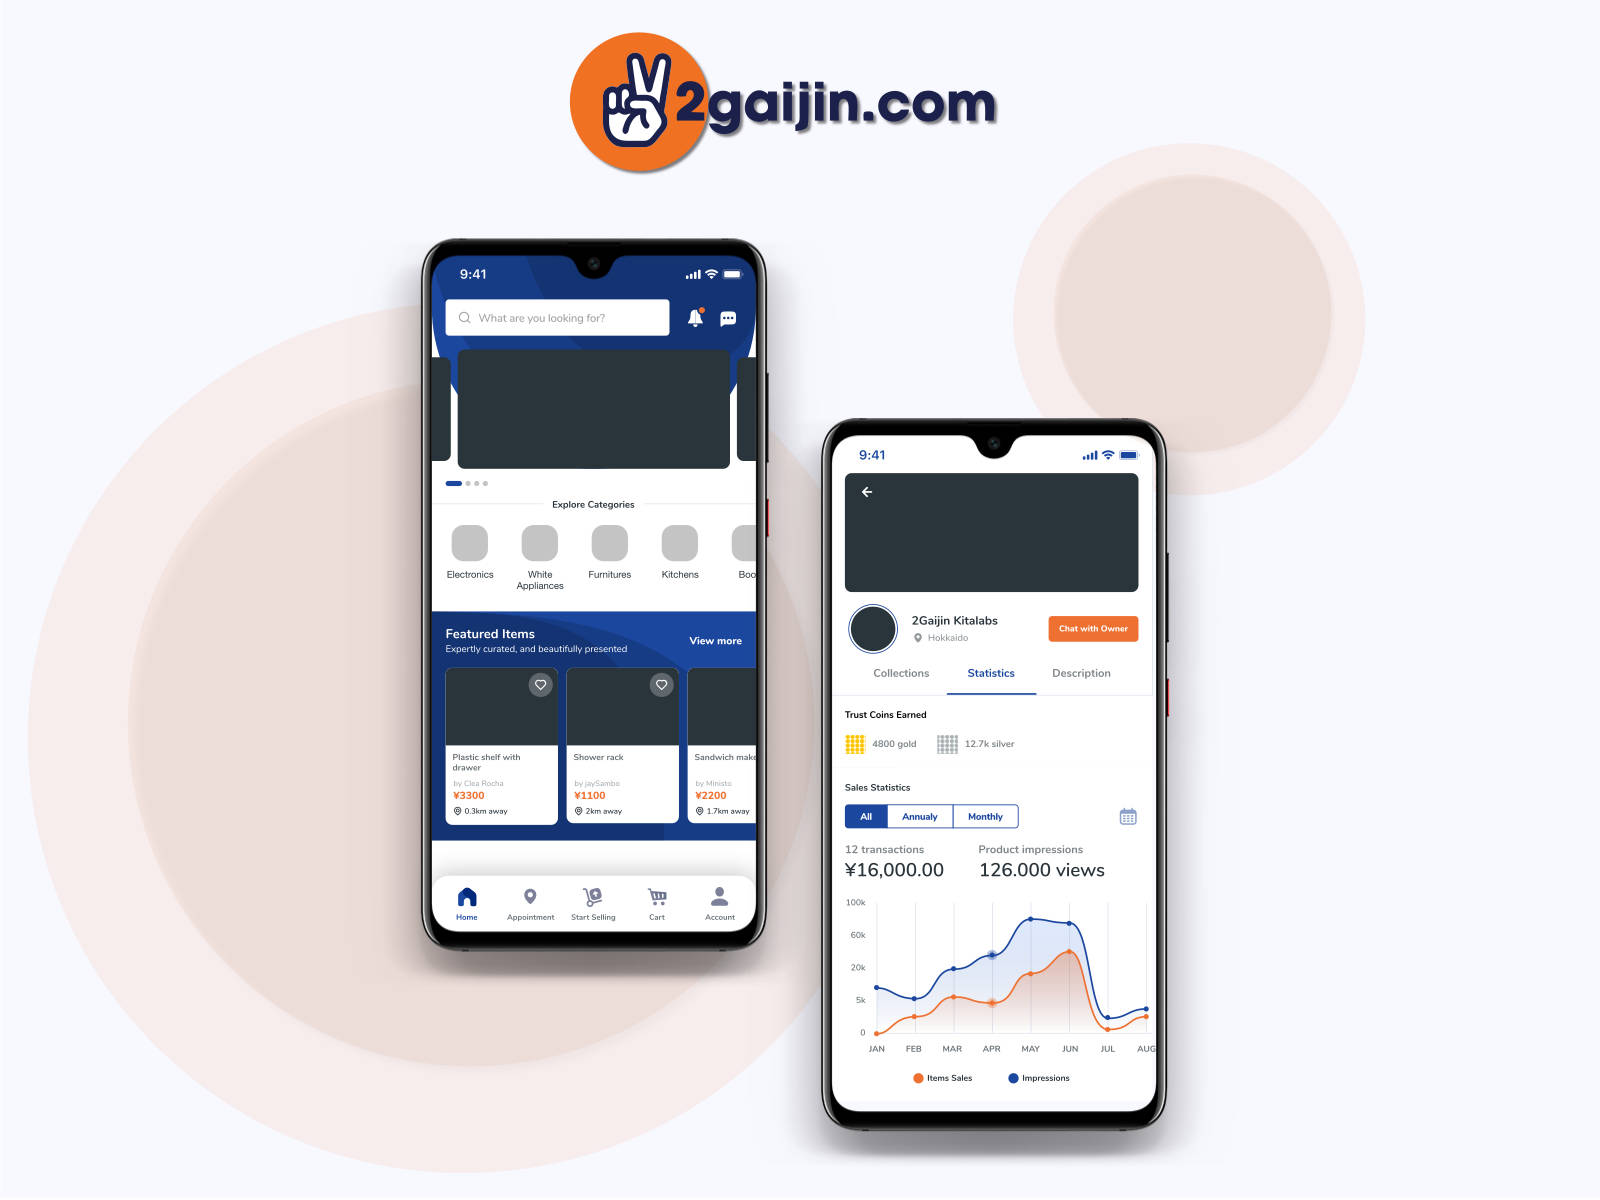 2gaijin.com
9:41
What are you looking for?
Explore Categories
Electronics
White
Appliances
Furnitures
Kitchens
Boo
Featured Items
Expertly curated, and beautifully presented
View more
Plastic shelf with
drawer
by Clea Rocha
¥3300
0.3km away
Shower rack
by jaySambo
¥1100
2km away
Sandwich make
by Ministo
¥2200
1.7km away
Home
Appointment
Start Selling
Cart
Account
9:41
2Gaijin Kitalabs
Hokkaido
Chat with Owner
Collections
Statistics
Description
Trust Coins Earned
4800 gold
12.7k silver
Sales Statistics
All
Annualy
Monthly
12 transactions
¥16,000.00
Product impressions
126.000 views
100k
60k
20k
5k
0
JAN FEB MAR APR MAY JUN JUL AUG
Items Sales
Impressions